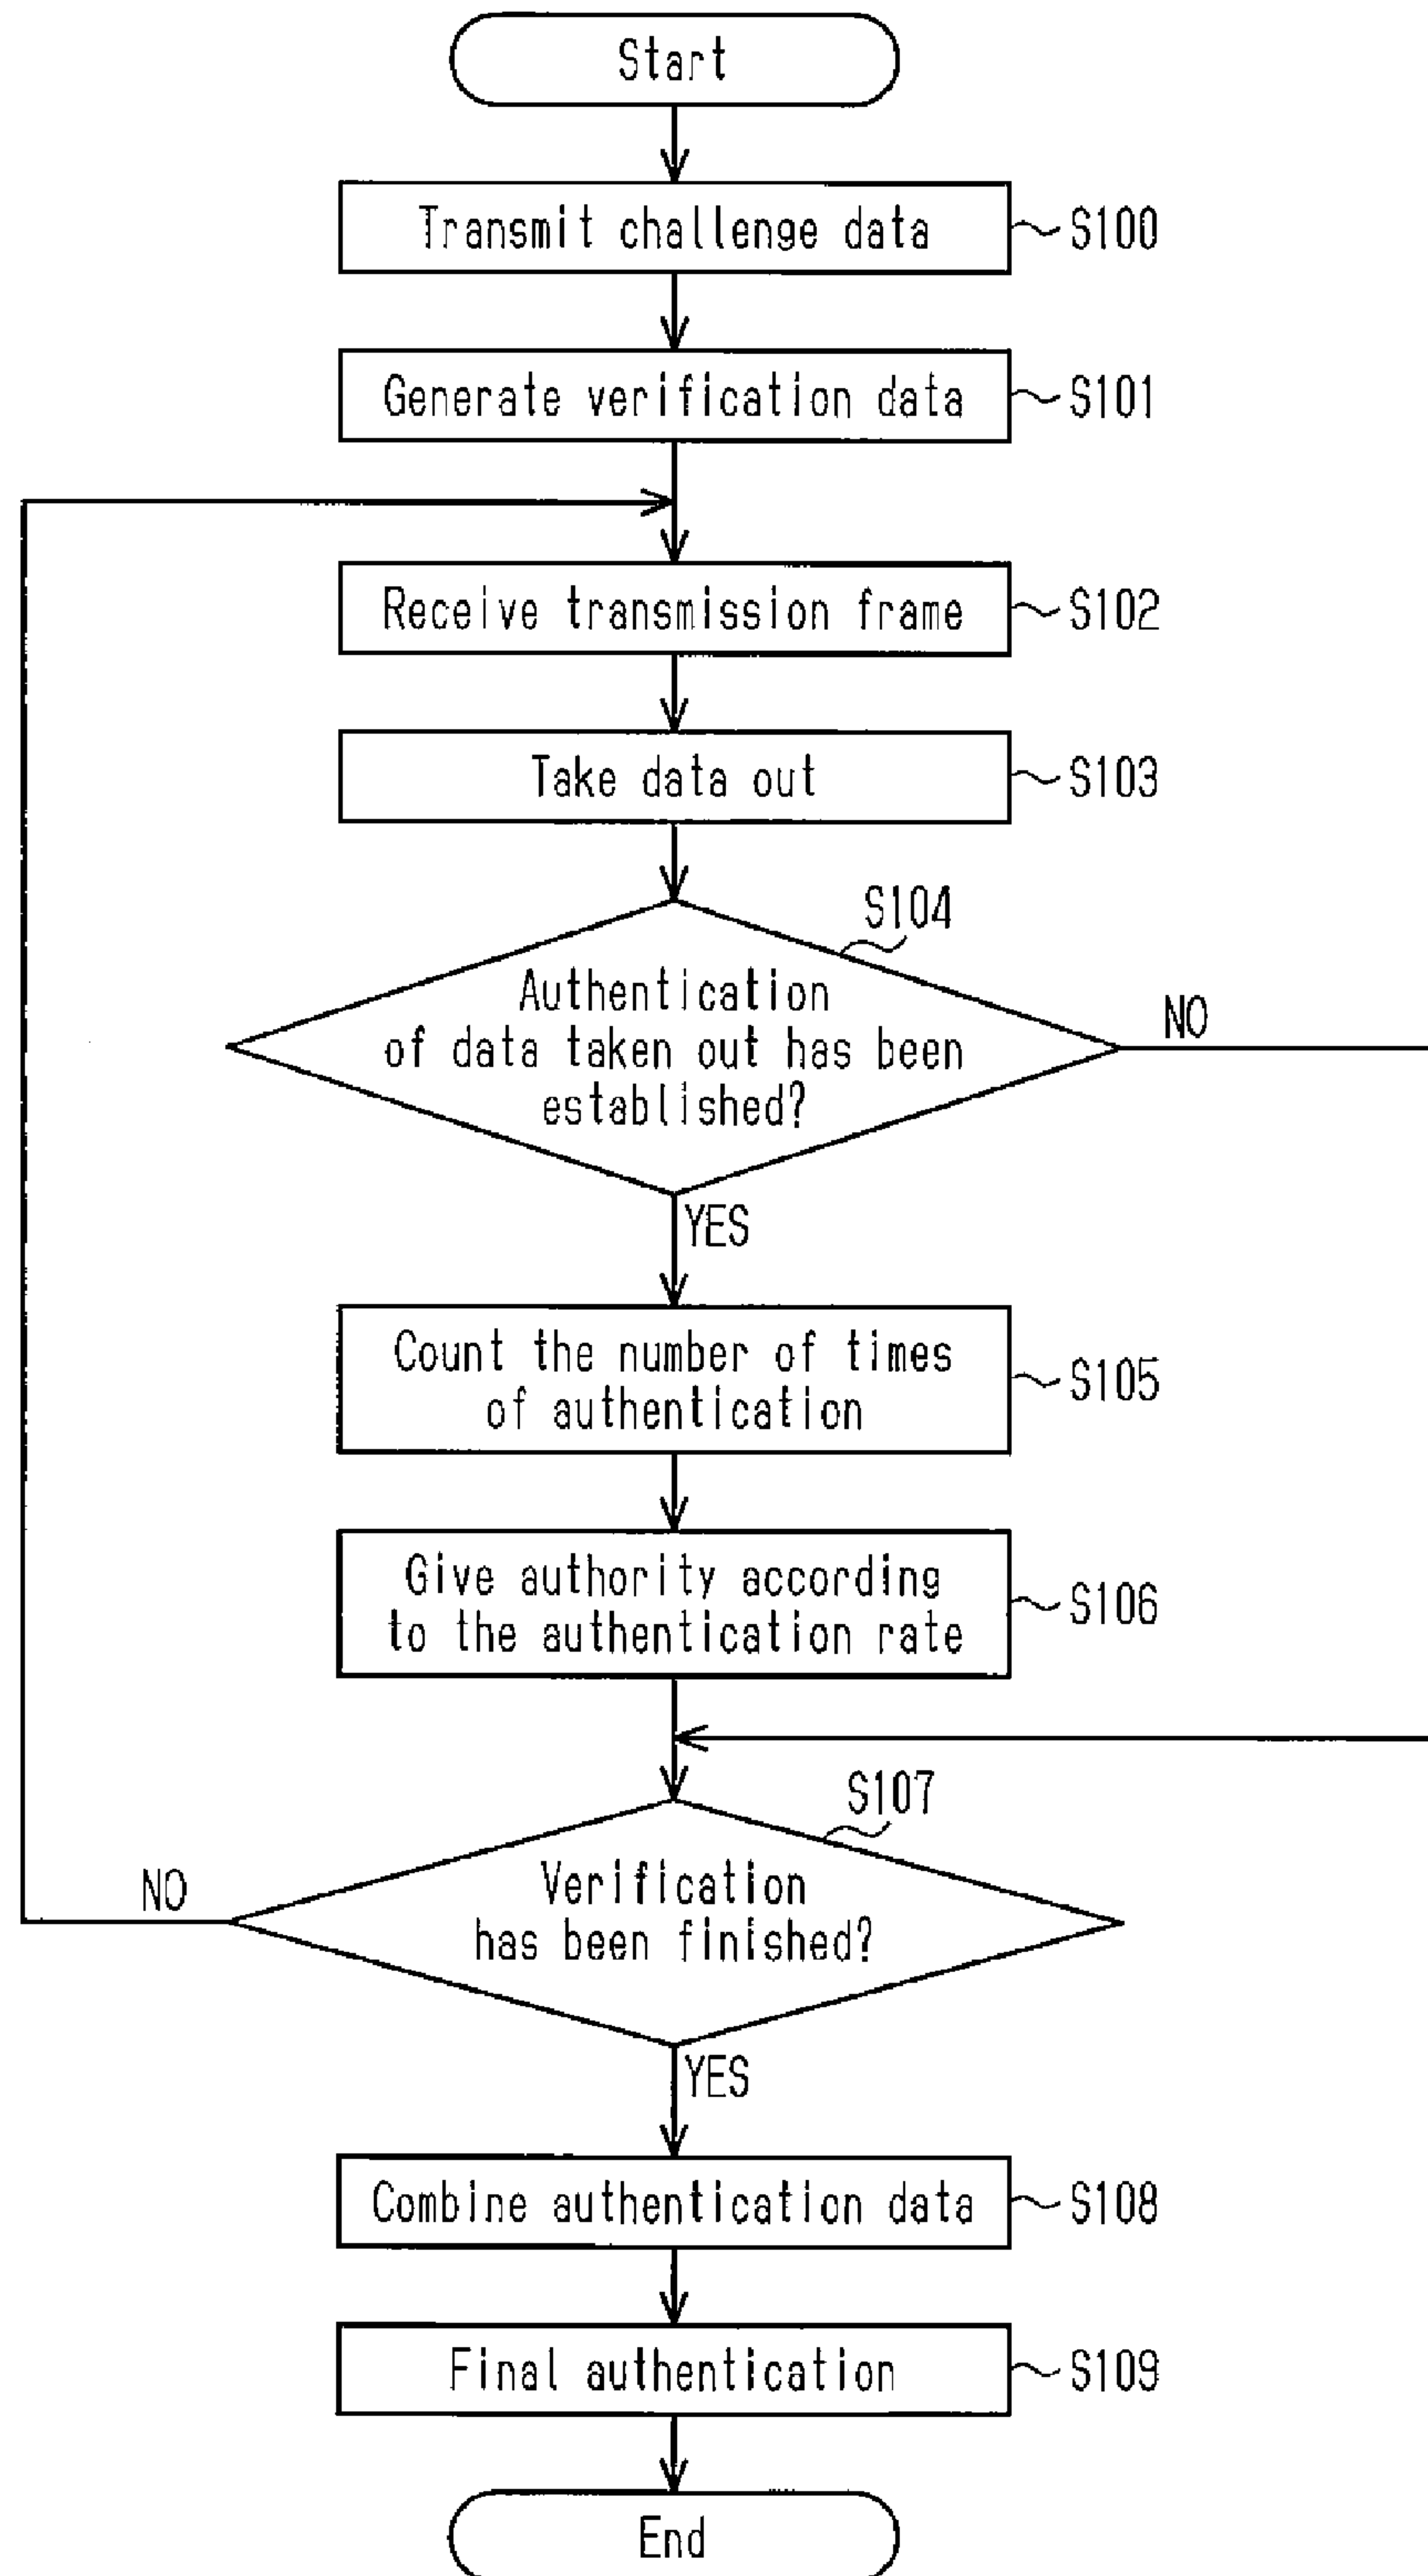 Start
Transmit challenge data
S100
Generate verification data
S101
Receive transmission frame
S102
Take data out
S103
S104
Authentication
of data taken out has been
established?
NO
YES
Count the number of times
of authentication
S105
Give authority according
to the authentication rate
S106
S107
Verification
has been finished?
NO
YES
Combine authentication data
S108
Final authentication
S109
End